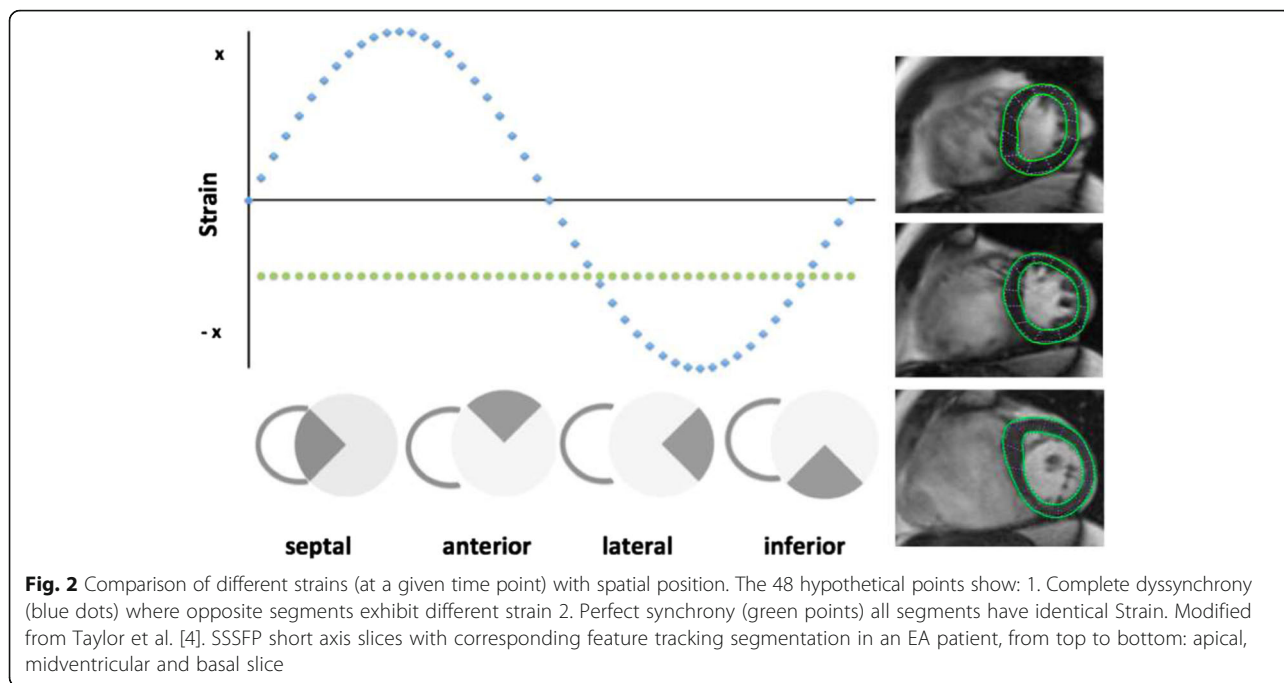 x
Strain
- x
septal anterior lateral inferior
Fig. 2 Comparison of different strains (at a given time point) with spatial position. The 48 hypothetical points show: 1. Complete dyssynchrony
(blue dots) where opposite segments exhibit different strain 2. Perfect synchrony (green points) all segments have identical Strain. Modified
from Taylor et al. [4]. SSSFP short axis slices with corresponding feature tracking segmentation in an EA patient, from top to bottom: apical,
midventricular and basal slice